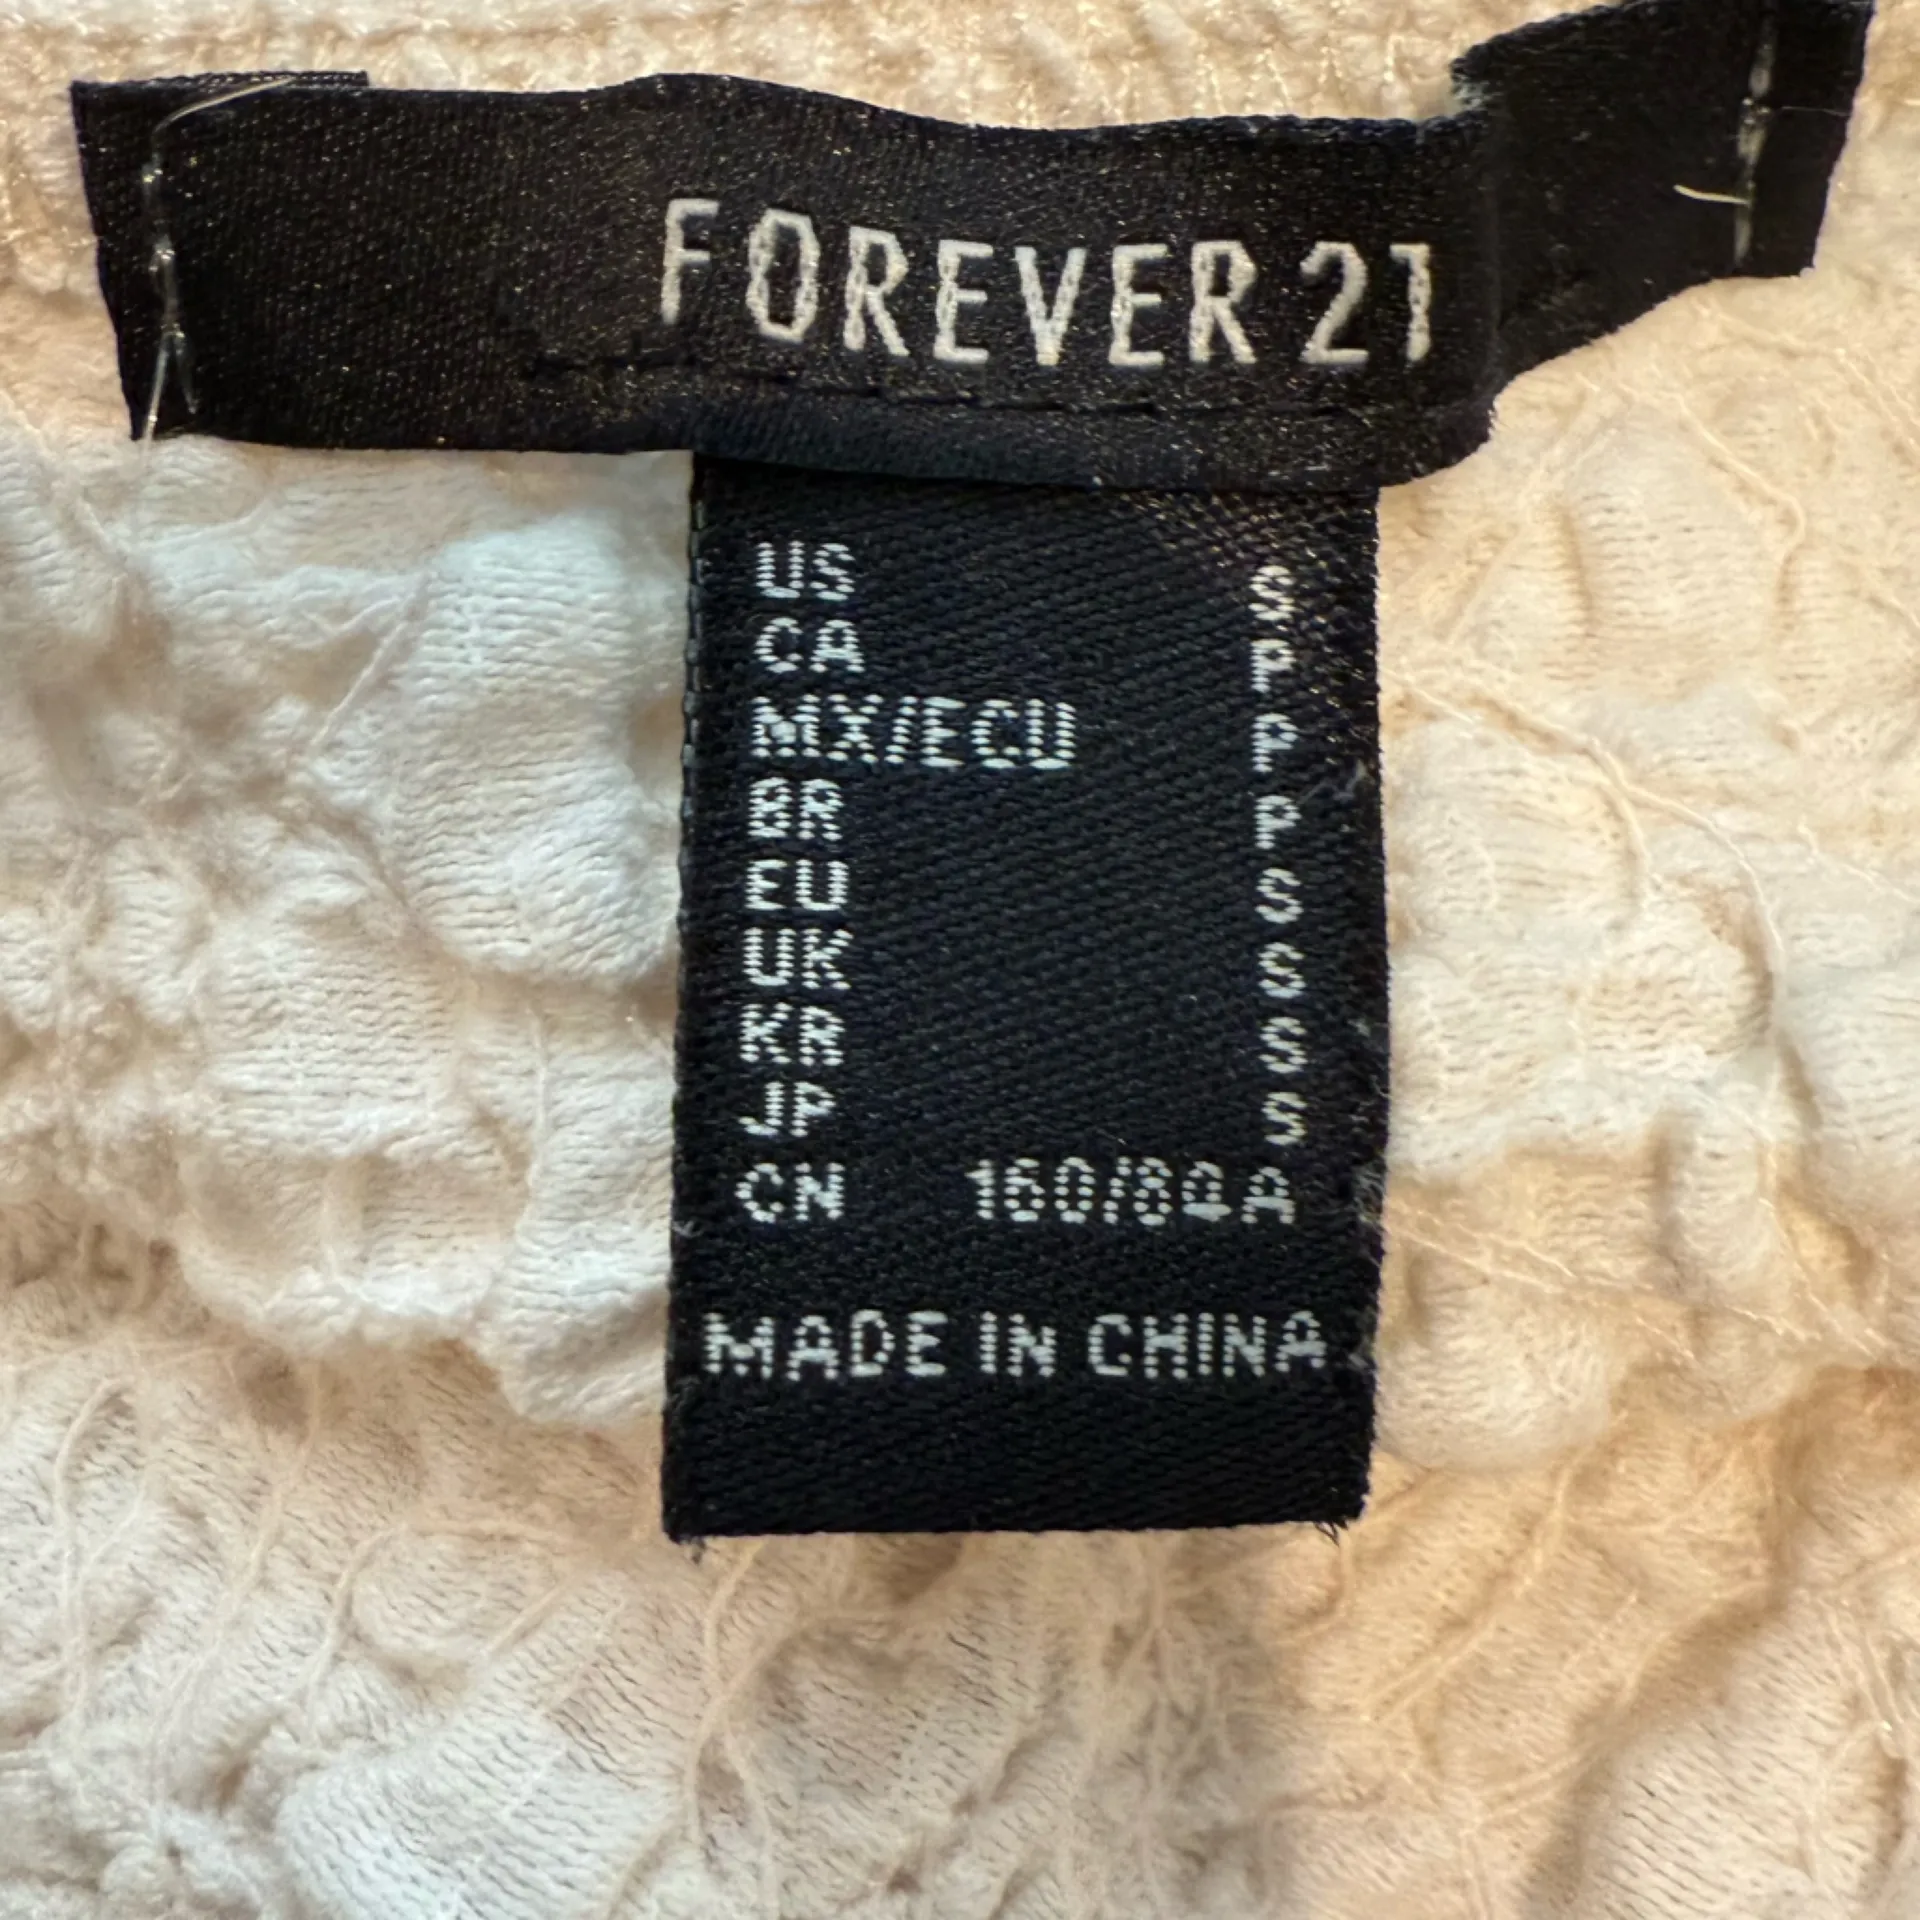 FOREVER 21
US S
CA P
MX/ECU P
BR P
EU S
UK S
KR S
JP S
CN 160/84A
MADE IN CHINA